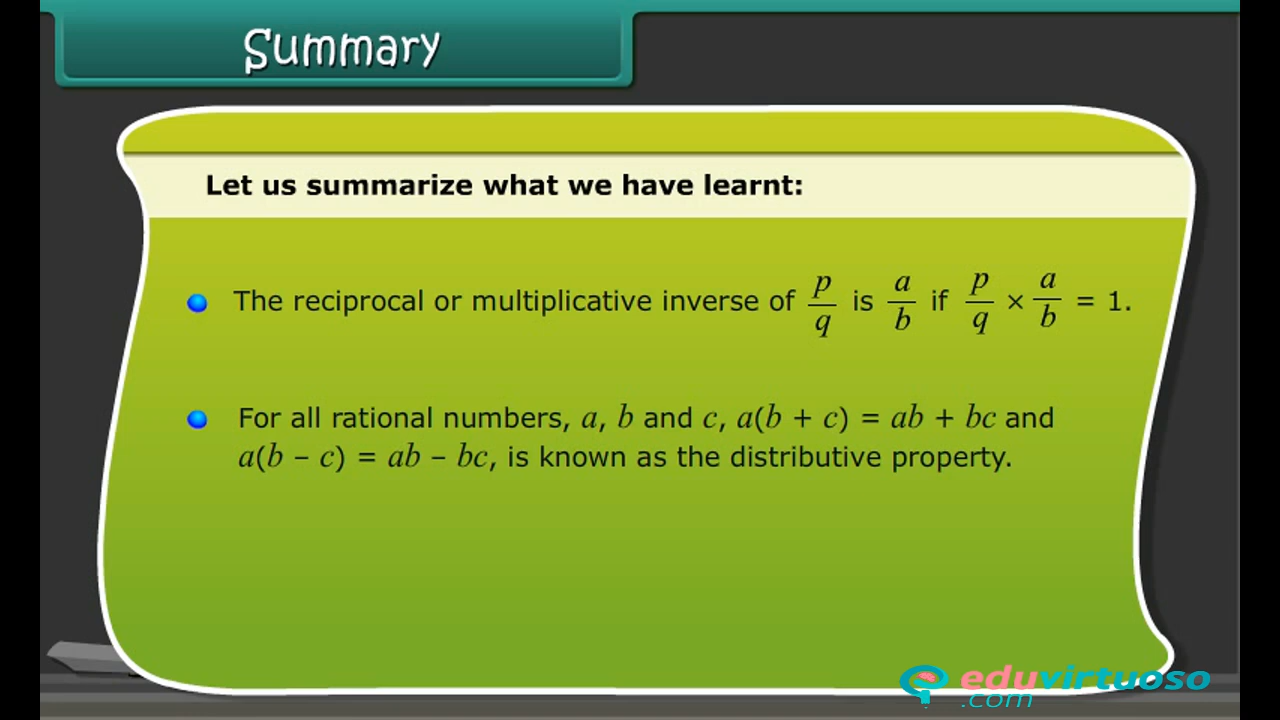 Summary
Let us summarize what we have learnt:
The reciprocal or multiplicative inverse of p/q is a/b if p/q × a/b = 1.
For all rational numbers, a, b and c, a(b + c) = ab + bc and
a(b – c) = ab – bc, is known as the distributive property.
eduvirtuoso
.com